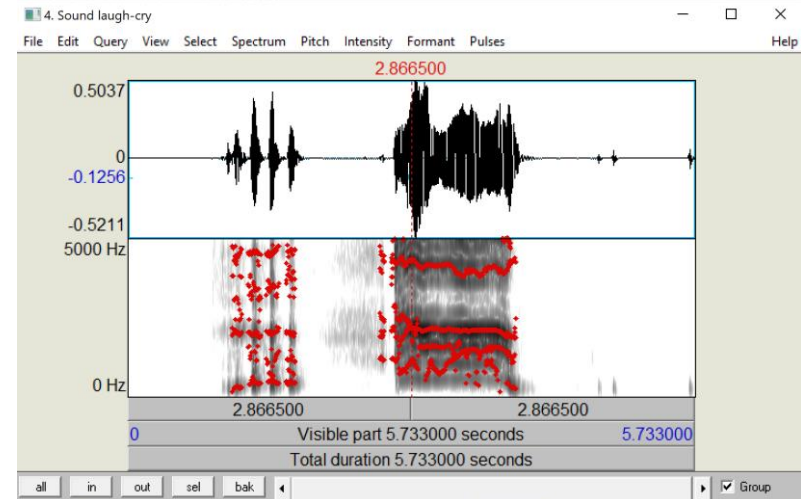 4. Sound laugh-cry
File Edit Query View Select Spectrum Pitch Intensity Formant Pulses Help
2.866500
0.5037
0
-0.1256
-0.5211
5000 Hz
0 Hz
2.866500 2.866500
0 Visible part 5.733000 seconds 5.733000
Total duration 5.733000 seconds
all in out sel bak Group